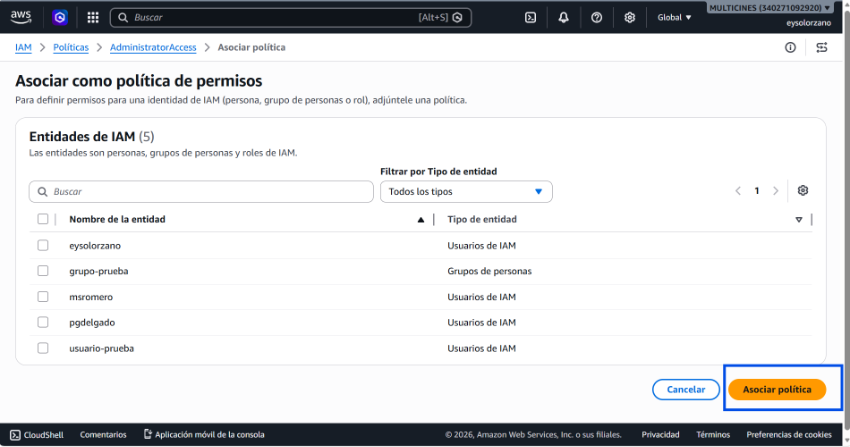 aws
Buscar
[Alt+S]
Global
MULTICINES (340271092920)
eysolorzano
IAM > Políticas > AdministratorAccess > Asociar política
Asociar como política de permisos
Para definir permisos para una identidad de IAM (persona, grupo de personas o rol), adjúntele una política.
Entidades de IAM (5)
Las entidades son personas, grupos de personas y roles de IAM.
Filtrar por Tipo de entidad
Buscar
Todos los tipos
1
Nombre de la entidad Tipo de entidad
eysolorzano Usuarios de IAM
grupo-prueba Grupos de personas
msromero Usuarios de IAM
pgdelgado Usuarios de IAM
usuario-prueba Usuarios de IAM
Cancelar Asociar política
CloudShell Comentarios Aplicación móvil de la consola © 2026, Amazon Web Services, Inc. o sus filiales. Privacidad Términos Preferencias de cookies